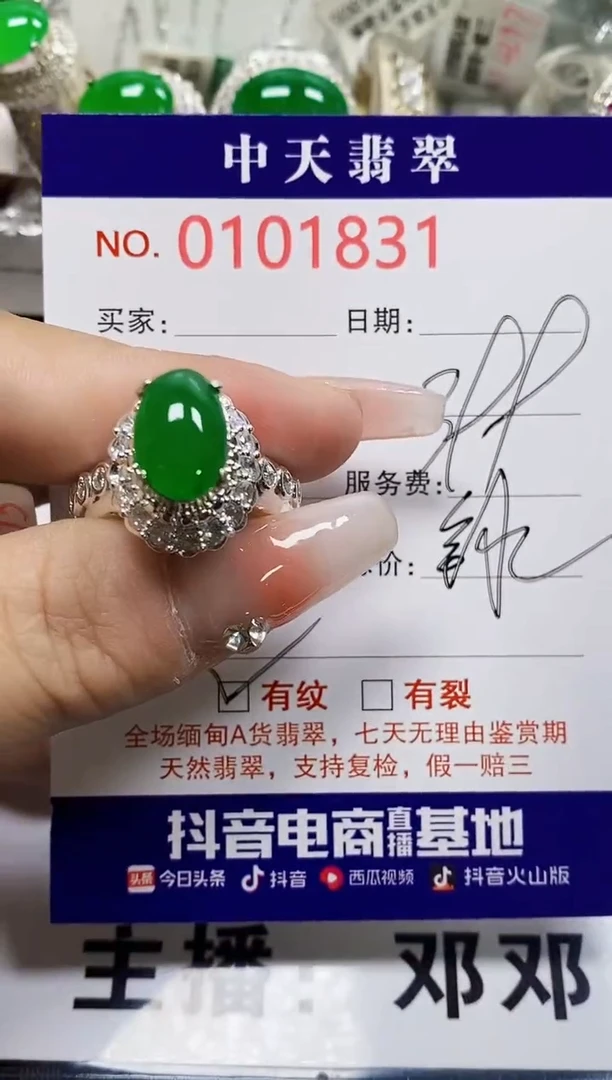 中天翡翠
NO. 0101831
买家: 日期:
服务费:
价:
有纹 有裂
全场缅甸A货翡翠，七天无理由鉴赏期
天然翡翠，支持复检，假一赔三
抖音电商直播基地
头条 今日头条 抖音 西瓜视频 抖音火山版
主播: 邓邓